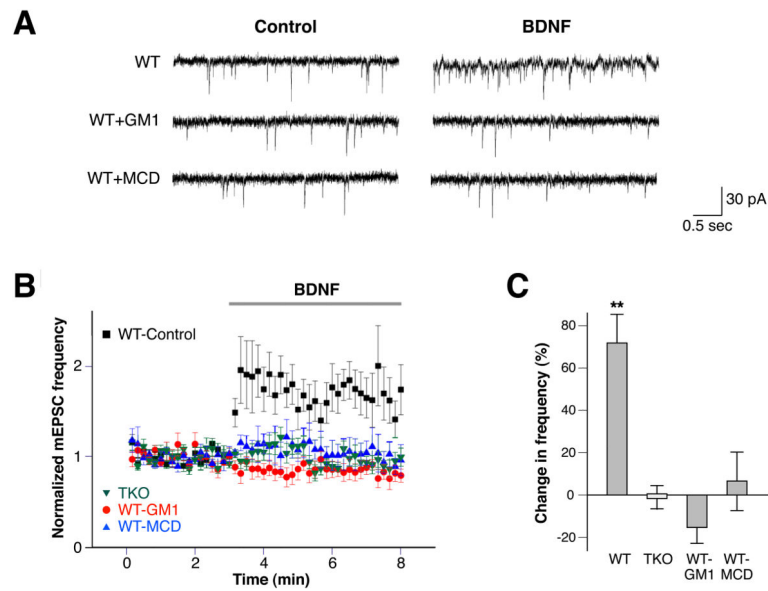 A
Control
BDNF
WT
WT+GM1
WT+MCD
30 pA
0.5 sec
B
BDNF
Normalized mEPSC frequency
2
1
0
WT-Control
TKO
WT-GM1
WT-MCD
0 2 4 6 8
Time (min)
C
Change in frequency (%)
**
80
60
40
20
0
-20
WT TKO WT- WT-
GM1 MCD